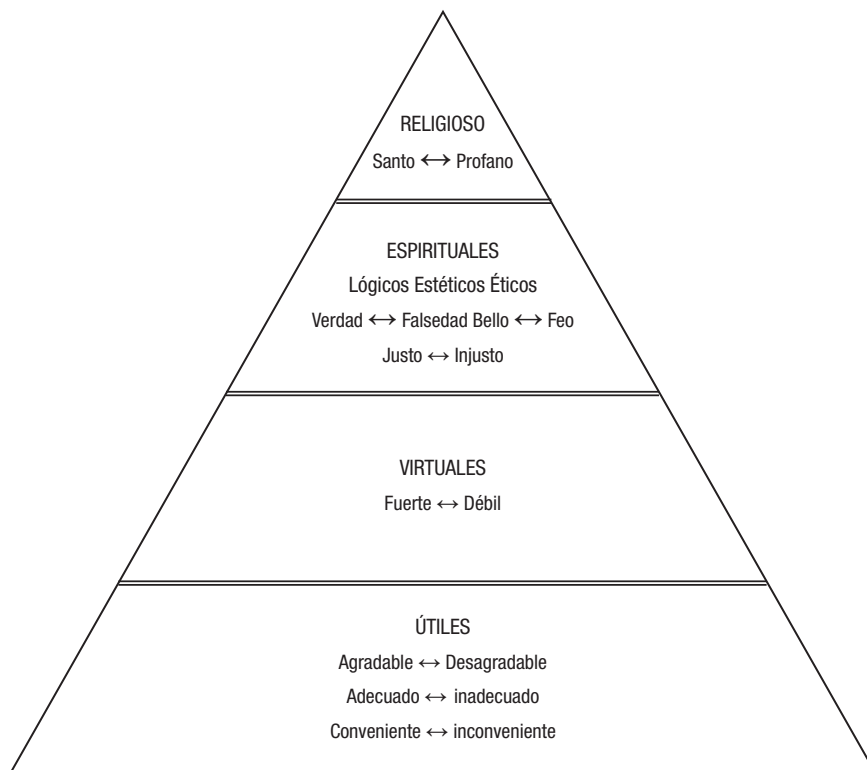 RELIGIOSO
Santo ↔ Profano
ESPIRITUALES
Lógicos Estéticos Éticos
Verdad ↔ Falsedad Bello ↔ Feo
Justo ↔ Injusto
VIRTUALES
Fuerte ↔ Débil
ÚTILES
Agradable ↔ Desagradable
Adecuado ↔ inadecuado
Conveniente ↔ inconveniente